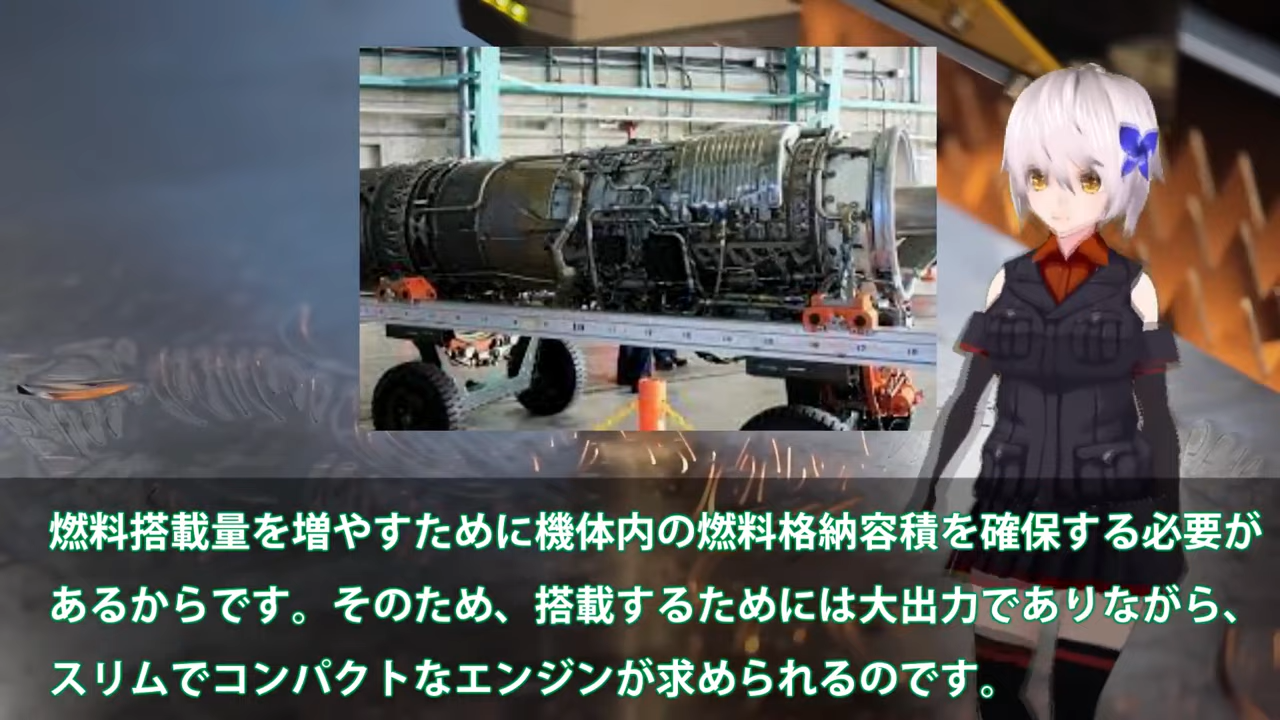 燃料搭載量を増やすために機体内の燃料格納容積を確保する必要が
あるからです。そのため、搭載するためには大出力でありながら、
スリムでコンパクトなエンジンが求められるのです。